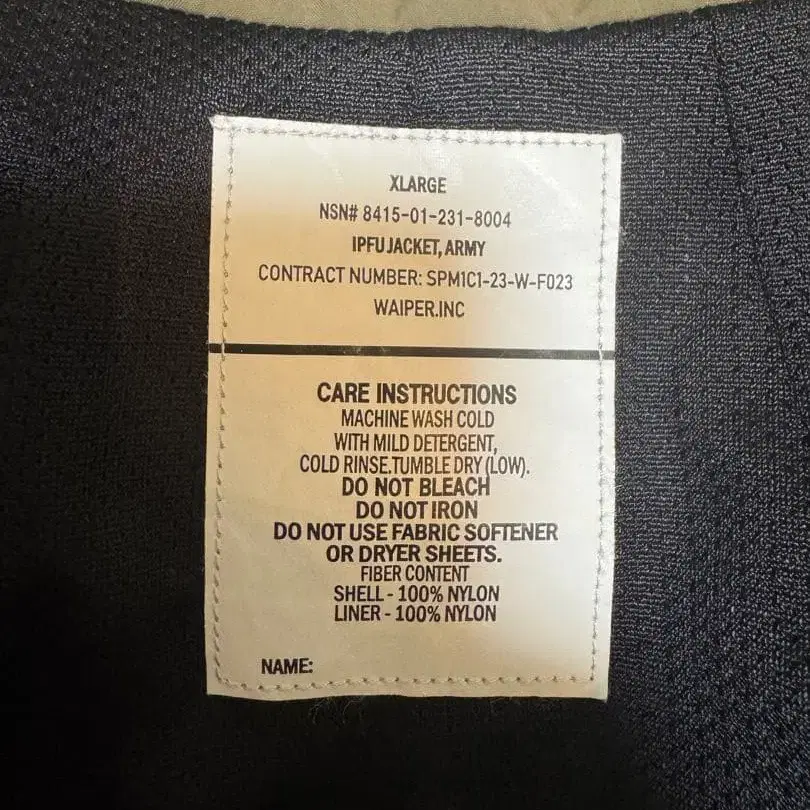 XLARGE
NSN# 8415-01-231-8004
IPFU JACKET, ARMY
CONTRACT NUMBER: SPM1C1-23-W-F023
WAIPER.INC
CARE INSTRUCTIONS
MACHINE WASH COLD
WITH MILD DETERGENT,
COLD RINSE.TUMBLE DRY (LOW).
DO NOT BLEACH
DO NOT IRON
DO NOT USE FABRIC SOFTENER
OR DRYER SHEETS.
FIBER CONTENT
SHELL - 100% NYLON
LINER - 100% NYLON
NAME: